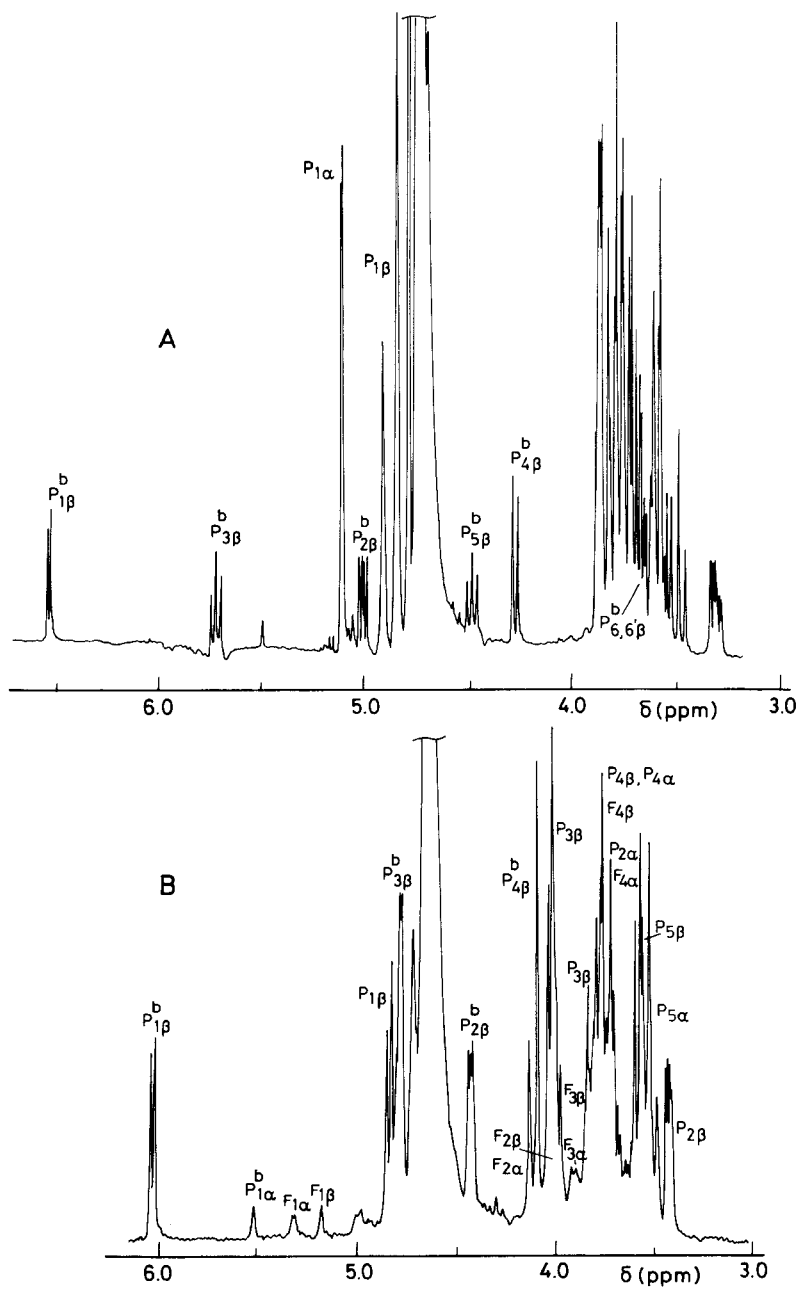 P1α
P1β
A
b
P1β
b
P3β
b
P2β
b
P5β
b
P4β
b
P6,6'β
6.0
5.0
4.0
δ(ppm)
3.0
B
P4β, P4α
F4β
P3β
P2α
F4α
b
P3β
b
P4β
P5β
P3β
P1β
b
P2β
P5α
b
P1β
F3β
F2β
F3α
P2β
F2α
b
P1α
F1α
F1β
6.0
5.0
4.0
δ(ppm)
3.0